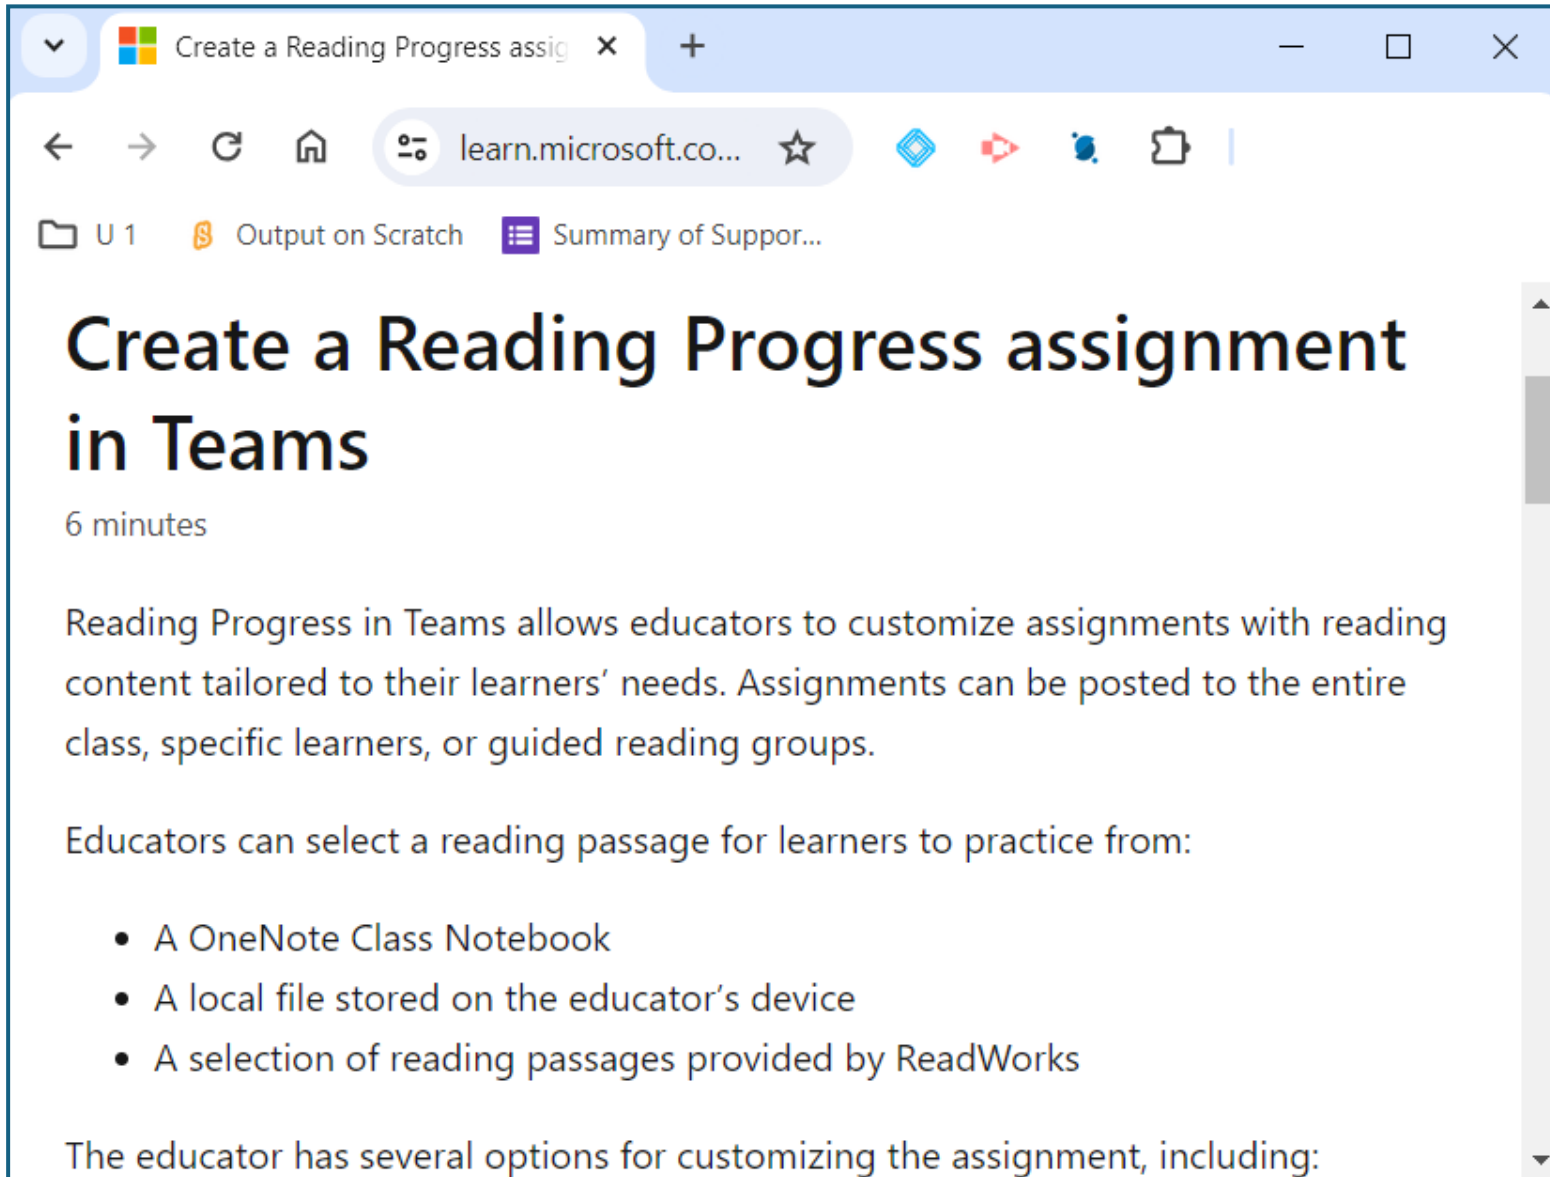 Create a Reading Progress assig
learn.microsoft.co...
U 1
Output on Scratch
Summary of Suppor...
Create a Reading Progress assignment
in Teams
6 minutes
Reading Progress in Teams allows educators to customize assignments with reading
content tailored to their learners’ needs. Assignments can be posted to the entire
class, specific learners, or guided reading groups.
Educators can select a reading passage for learners to practice from:
• A OneNote Class Notebook
• A local file stored on the educator’s device
• A selection of reading passages provided by ReadWorks
The educator has several options for customizing the assignment, including: